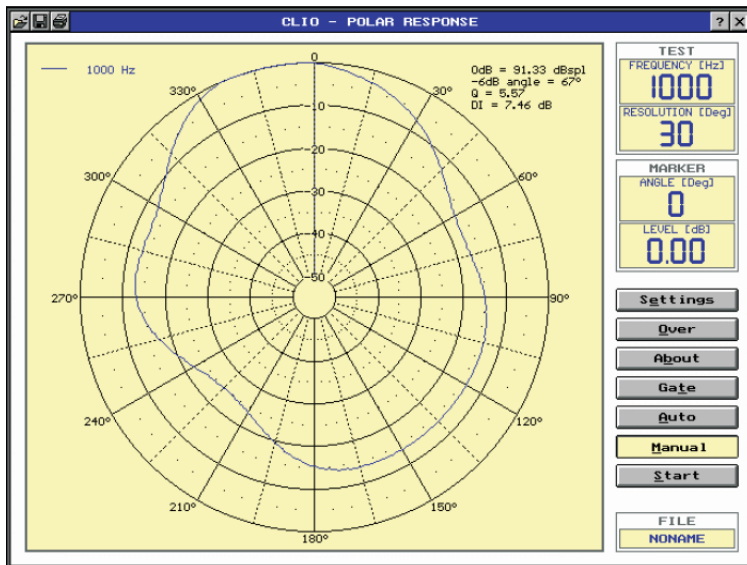 CLIO - POLAR RESPONSE
? X
1000 Hz
0dB = 91.33 dBspl
-6dB angle = 67°
Q = 5.57
DI = 7.46 dB
0
330°
30°
-10
-20
300°
60°
-30
-40
-50
270°
90°
240°
120°
210°
150°
180°
TEST
FREQUENCY [Hz]
1000
RESOLUTION [Deg]
30
MARKER
ANGLE [Deg]
0
LEVEL [dB]
0.00
Settings
Over
About
Gate
Auto
Manual
Start
FILE
NONAME